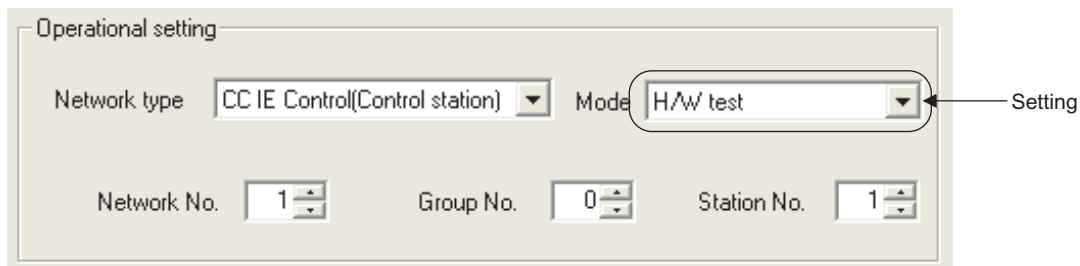 Operational setting
Network type CC IE Control(Control station) Mode H/W test Setting
Network No. 1 Group No. 0 Station No. 1